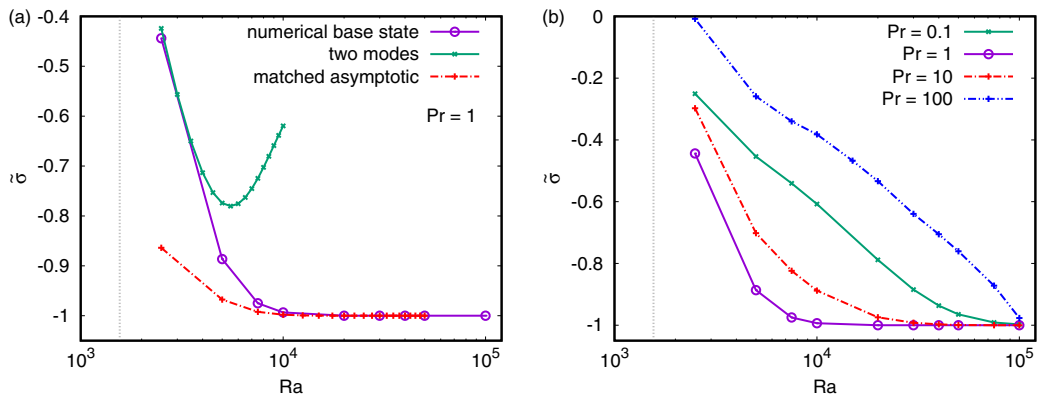 (a)
-0.4
-0.5
-0.6
-0.7
-0.8
-0.9
-1
σ̃
10³
10⁴
10⁵
Ra
numerical base state
two modes
matched asymptotic
Pr = 1
(b)
0
-0.2
-0.4
-0.6
-0.8
-1
σ̃
10³
10⁴
10⁵
Ra
Pr = 0.1
Pr = 1
Pr = 10
Pr = 100